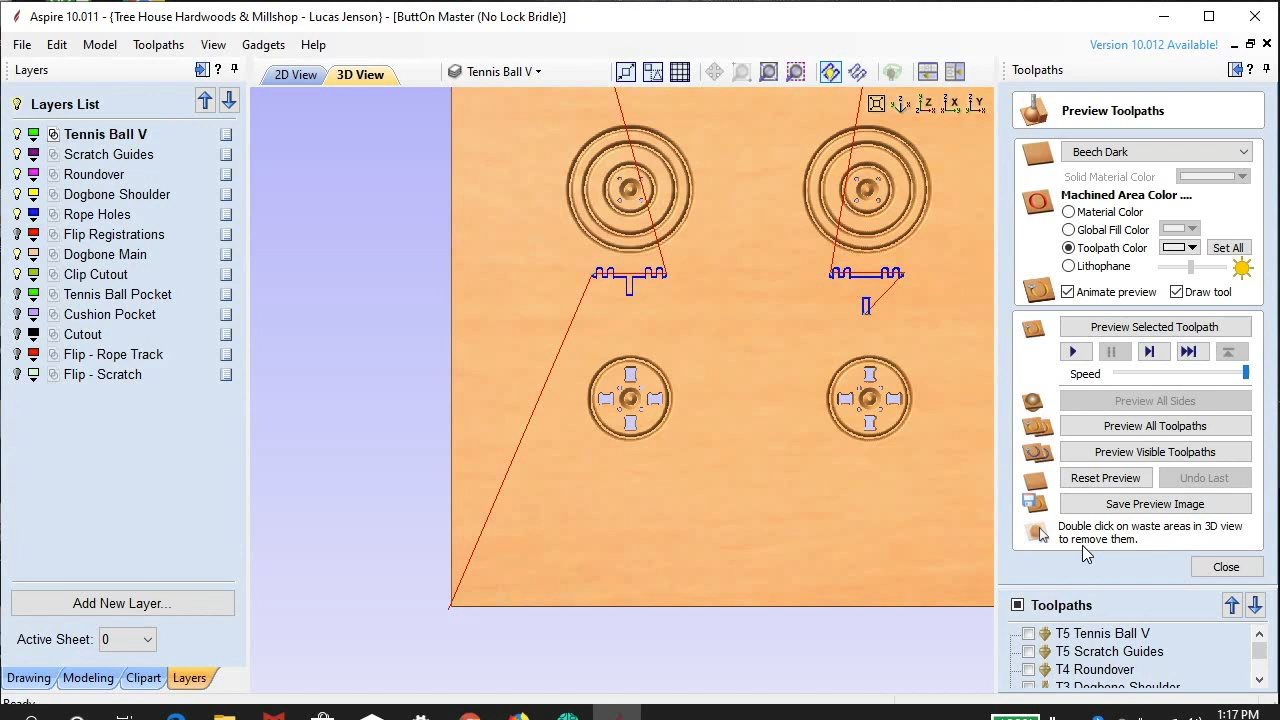 Aspire 10.011 - {Tree House Hardwoods & Millshop - Lucas Jenson} - [ButtOn Master (No Lock Bridle)]
File Edit Model Toolpaths View Gadgets Help
Version 10.012 Available!
Layers
2D View
3D View
Tennis Ball V
Toolpaths
Layers List
Tennis Ball V
Scratch Guides
Roundover
Dogbone Shoulder
Rope Holes
Flip Registrations
Dogbone Main
Clip Cutout
Tennis Ball Pocket
Cushion Pocket
Cutout
Flip - Rope Track
Flip - Scratch
Add New Layer...
Active Sheet: 0
Drawing Modeling Clipart Layers
Z X Y
Preview Toolpaths
Beech Dark
Solid Material Color
Machined Area Color ....
Material Color
Global Fill Color
Toolpath Color
Set All
Lithophane
Animate preview
Draw tool
Preview Selected Toolpath
Speed
Preview All Sides
Preview All Toolpaths
Preview Visible Toolpaths
Reset Preview
Undo Last
Save Preview Image
Double click on waste areas in 3D view
to remove them.
Close
Toolpaths
T5 Tennis Ball V
T5 Scratch Guides
T4 Roundover
T3 Dogbone Shoulder
Ready
1:17 PM